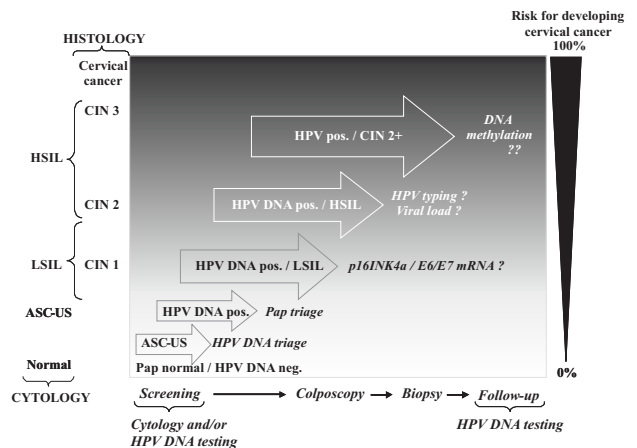 Risk for developing
cervical cancer
100%
HISTOLOGY
Cervical
cancer
CIN 3
HPV pos. / CIN 2+
DNA
methylation
??
HSIL
CIN 2
HPV DNA pos. / HSIL
HPV typing ?
Viral load ?
LSIL
CIN 1
HPV DNA pos. / LSIL
p16INK4a / E6/E7 mRNA ?
ASC-US
HPV DNA pos.
Pap triage
ASC-US
HPV DNA triage
Normal
Pap normal / HPV DNA neg.
0%
CYTOLOGY
Screening
Colposcopy
Biopsy
Follow-up
Cytology and/or
HPV DNA testing
HPV DNA testing